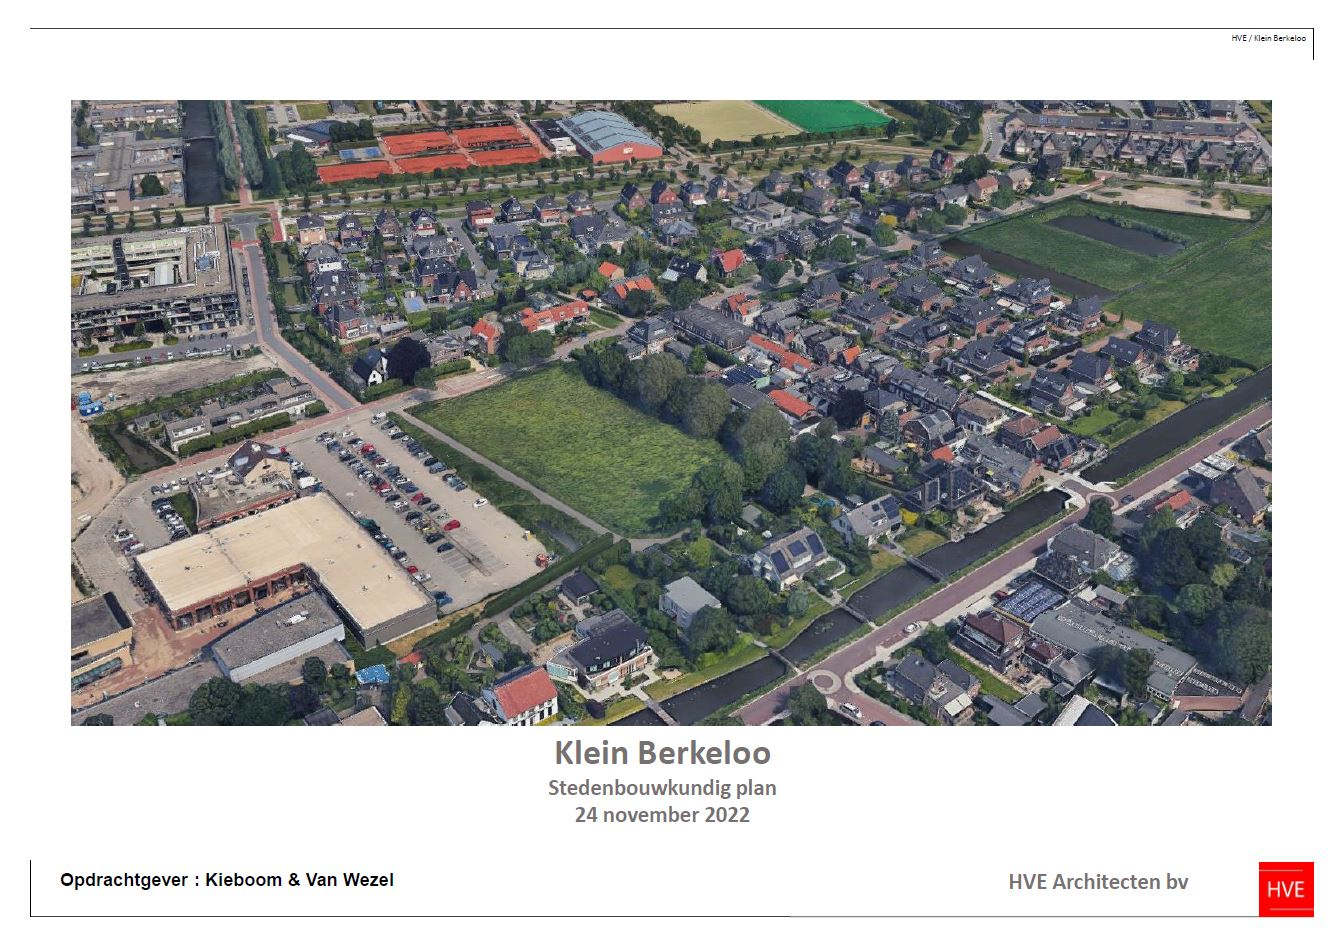 HVE / Klein Berkeloo
Klein Berkeloo
Stedenbouwkundig plan
24 november 2022
Opdrachtgever : Kieboom & Van Wezel
HVE Architecten bv
HVE